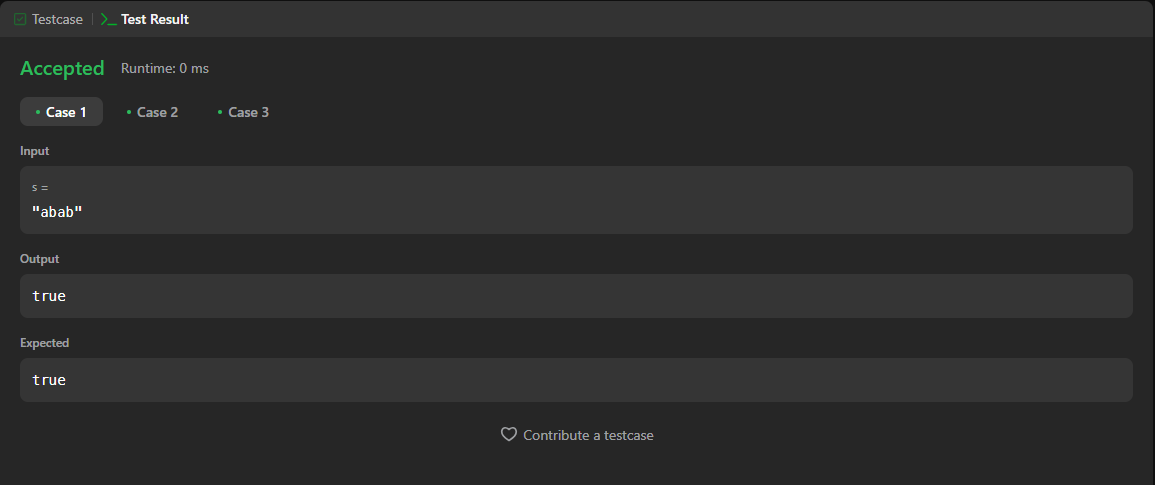 Testcase | Test Result
Accepted Runtime: 0 ms
Case 1 Case 2 Case 3
Input
s =
"abab"
Output
true
Expected
true
Contribute a testcase